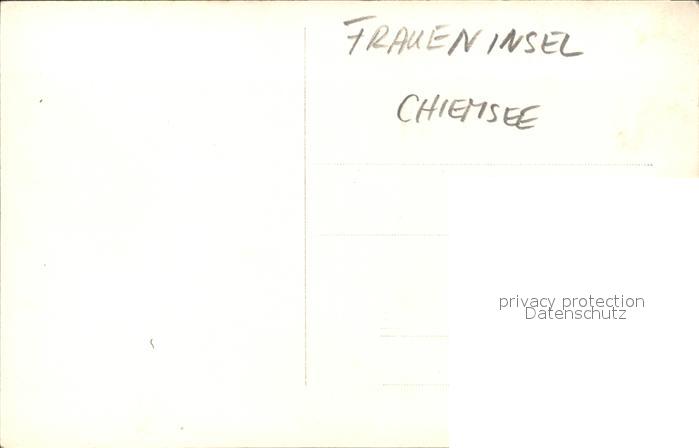 FRAUENINSEL
CHIEMSEE
privacy protection
Datenschutz